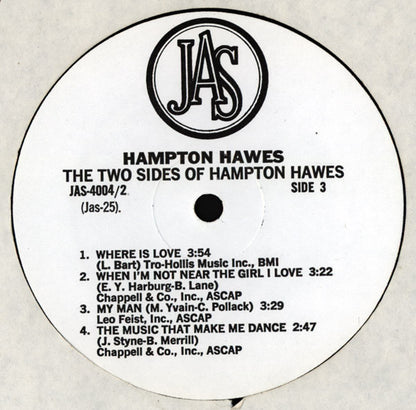 JAS
HAMPTON HAWES
THE TWO SIDES OF HAMPTON HAWES
JAS-4004/2 SIDE 3
(Jas-25).
1. WHERE IS LOVE 3:54
(L. Bart) Tro-Hollis Music Inc., BMI
2. WHEN I'M NOT NEAR THE GIRL I LOVE 3:22
(E. Y. Harburg-B. Lane)
Chappell & Co., Inc., ASCAP
3. MY MAN (M. Yvain-C. Pollack) 3:29
Leo Feist, Inc., ASCAP
4. THE MUSIC THAT MAKE ME DANCE 2:47
(J. Styne-B. Merrill)
Chappell & Co., Inc., ASCAP